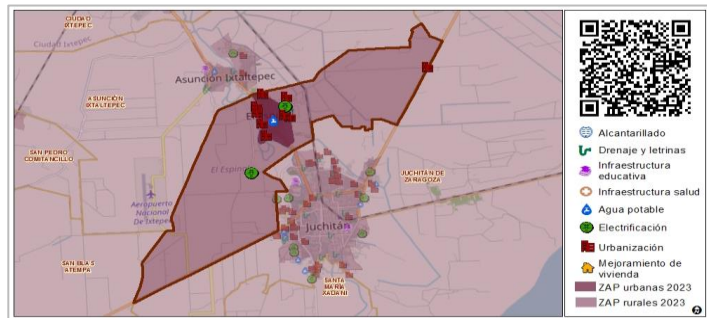 CIUDAD
IXTEPEC
Ciudad Ixtepec
Asunción Ixtaltepec
ASUNCIÓN
IXTALTEPEC
SAN PEDRO
COMITANCILLO
El Espinal
JUCHITÁN DE
ZARAGOZA
Aeropuerto
Nacional
De Ixtepec
Juchitán
SAN BLAS
ATEMPA
SANTA
MARÍA
XADANI
Alcantarillado
Drenaje y letrinas
Infraestructura
educativa
Infraestructura salud
Agua potable
Electrificación
Urbanización
Mejoramiento de
vivienda
ZAP urbanas 2023
ZAP rurales 2023